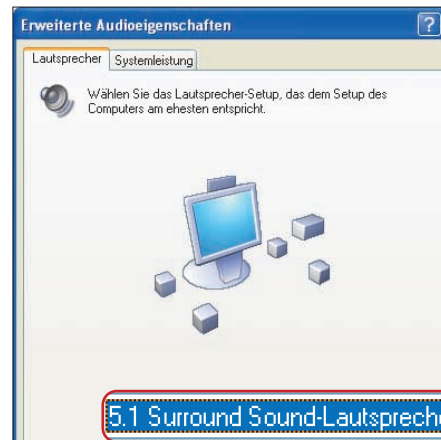 Erweiterte Audioeigenschaften
?
Lautsprecher Systemleistung
Wählen Sie das Lautsprecher-Setup, das dem Setup des
Computers am ehesten entspricht.
5.1 Surround Sound-Lautspreche